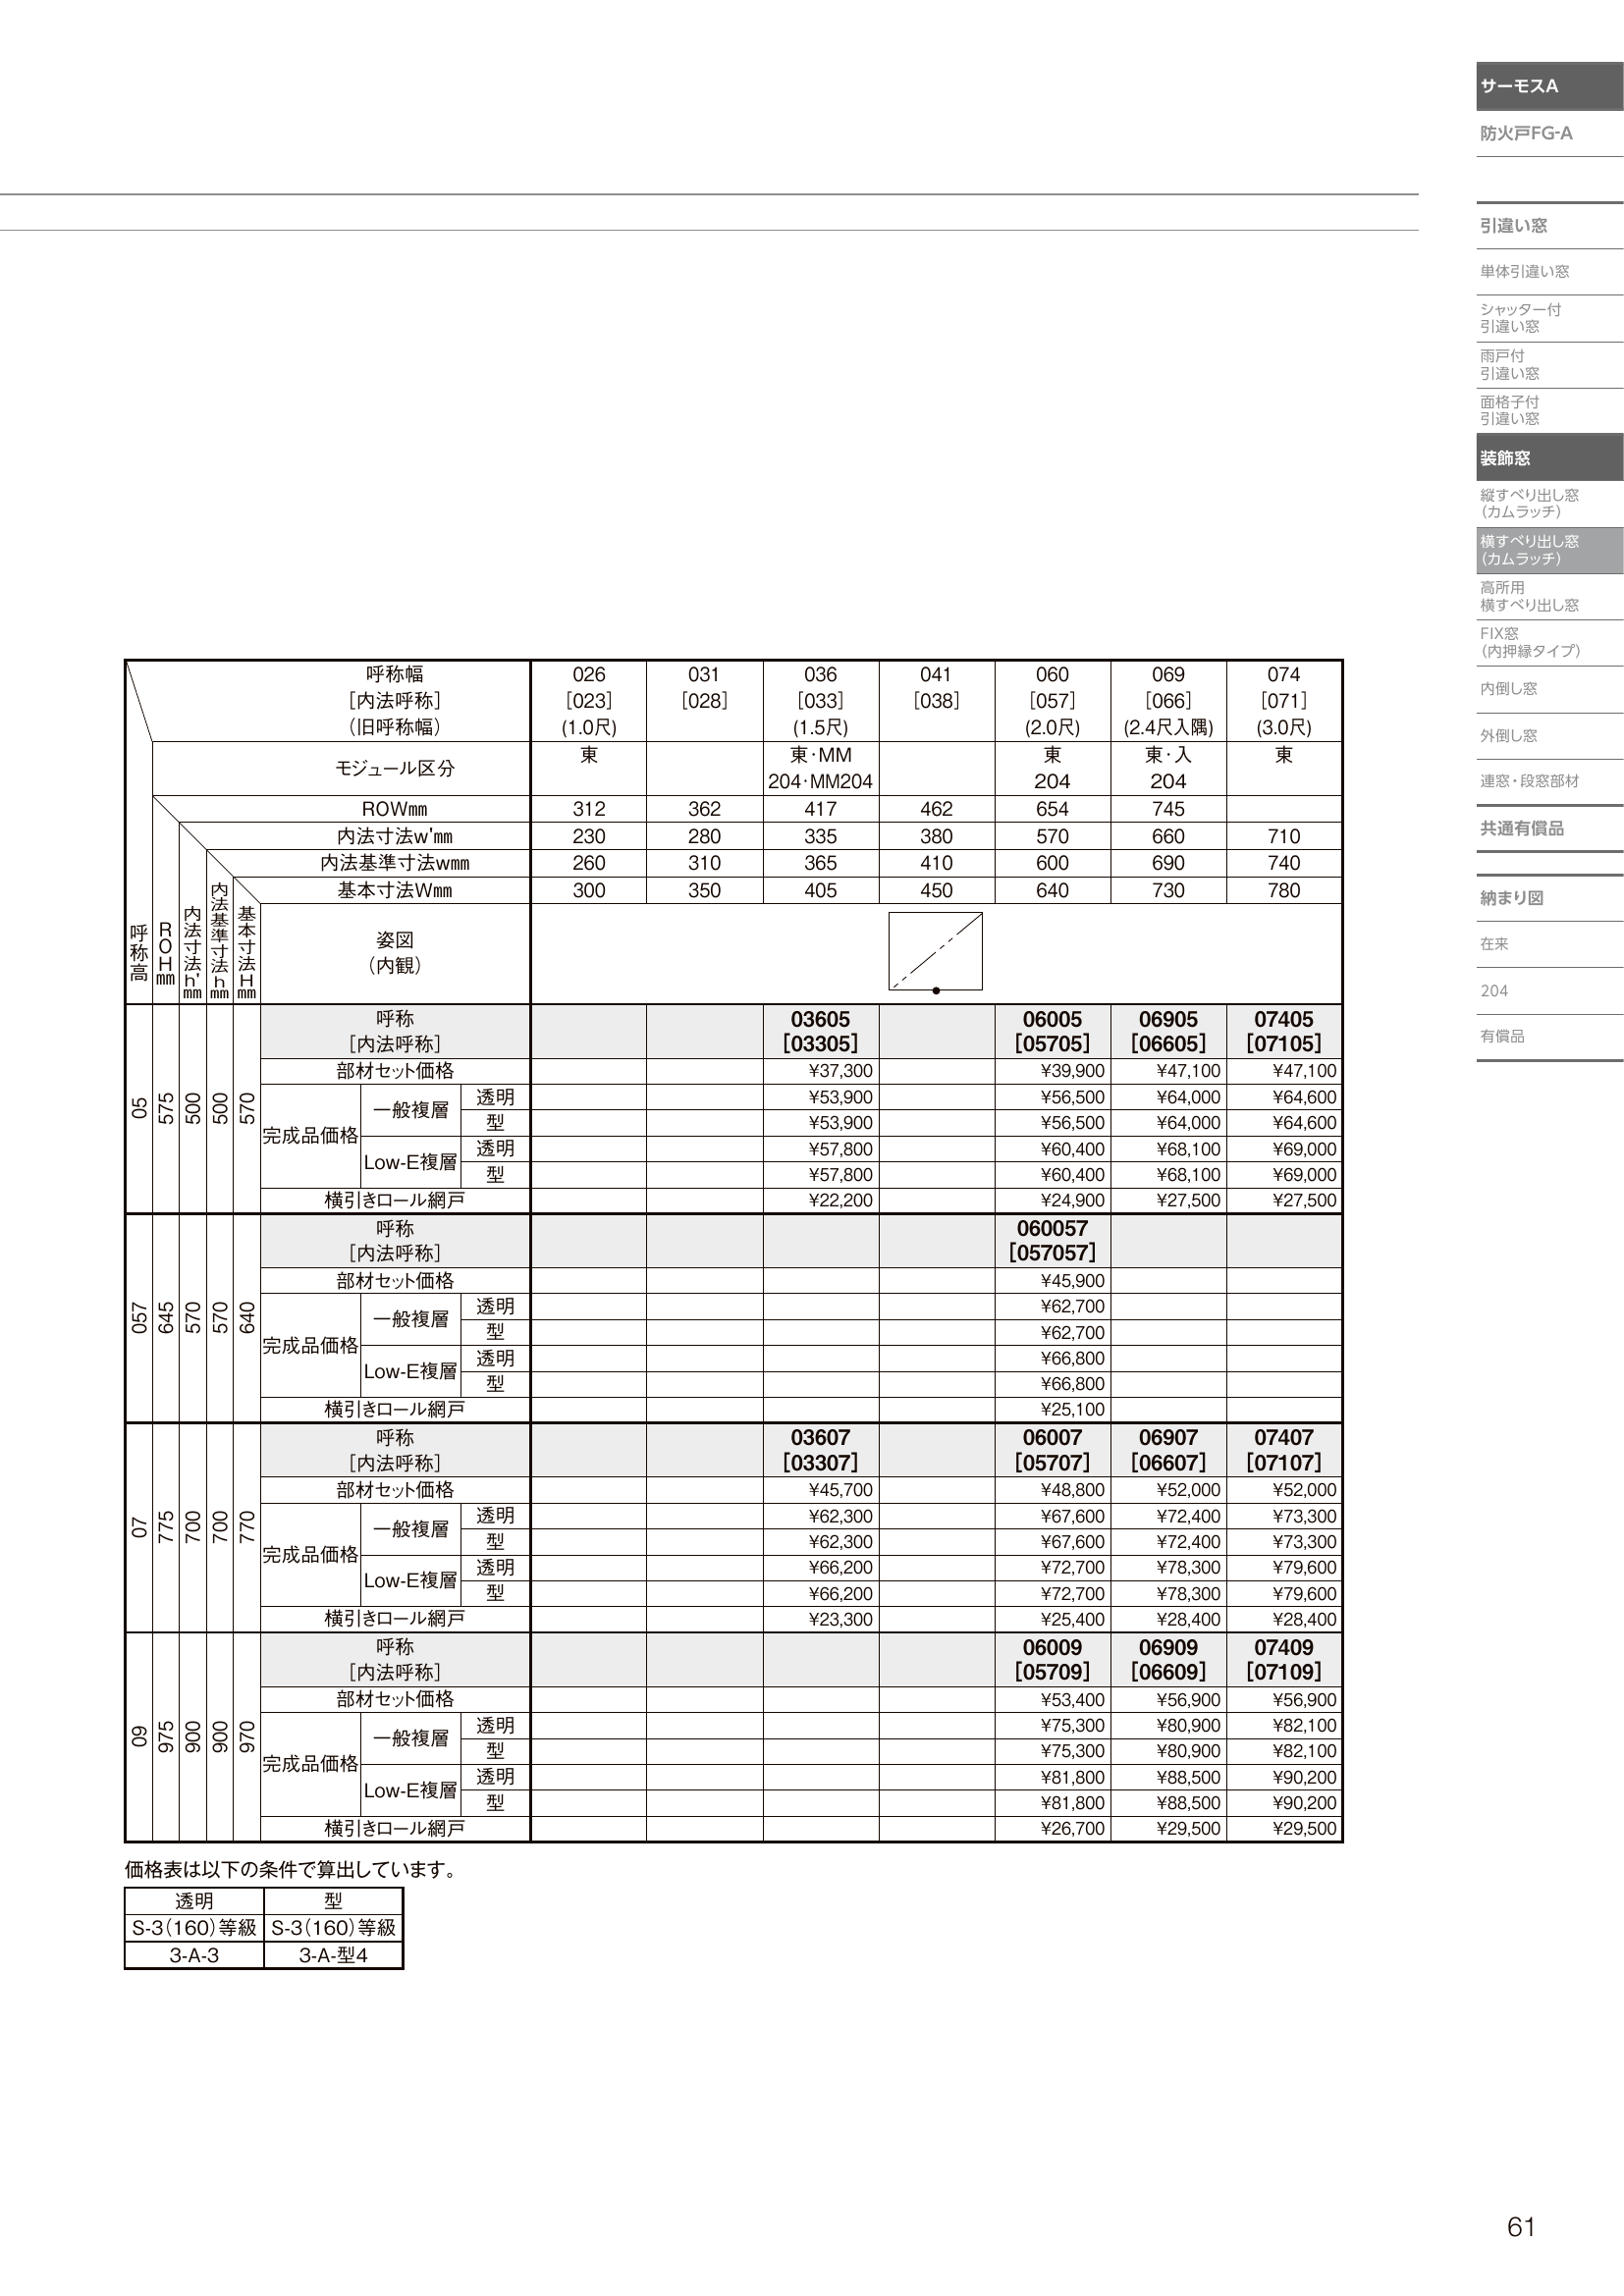 サーモスA
防火戸FG-A
引違い窓
単体引違い窓
シャッター付
引違い窓
雨戸付
引違い窓
面格子付
引違い窓
装飾窓
縦すべり出し窓
（カムラッチ）
横すべり出し窓
（カムラッチ）
高所用
横すべり出し窓
FIX窓
（内押縁タイプ）
内倒し窓
外倒し窓
連窓・段窓部材
共通有償品
納まり図
在来
204
有償品
呼称幅 026 031 036 041 060 069 074
［内法呼称］ ［023］ ［028］ ［033］ ［038］ ［057］ ［066］ ［071］
（旧呼称幅） (1.0尺) (1.5尺) (2.0尺) (2.4尺入隅) (3.0尺)
モジュール区分 東 東・MM 東 東・入 東
204・MM204 204 204
ROW㎜ 312 362 417 462 654 745
内法寸法w'㎜ 230 280 335 380 570 660 710
内法基準寸法w㎜ 260 310 365 410 600 690 740
基本寸法W㎜ 300 350 405 450 640 730 780
呼称高 ROH㎜ 内法寸法h'㎜ 内法基準寸法h㎜ 基本寸法H㎜
姿図
（内観）
05 575 500 500 570
呼称 03605 06005 06905 07405
［内法呼称］ ［03305］ ［05705］ ［06605］ ［07105］
部材セット価格 ¥37,300 ¥39,900 ¥47,100 ¥47,100
完成品価格 一般複層 透明 ¥53,900 ¥56,500 ¥64,000 ¥64,600
型 ¥53,900 ¥56,500 ¥64,000 ¥64,600
Low-E複層 透明 ¥57,800 ¥60,400 ¥68,100 ¥69,000
型 ¥57,800 ¥60,400 ¥68,100 ¥69,000
横引きロール網戸 ¥22,200 ¥24,900 ¥27,500 ¥27,500
057 645 570 570 640
呼称 060057
［内法呼称］ ［057057］
部材セット価格 ¥45,900
完成品価格 一般複層 透明 ¥62,700
型 ¥62,700
Low-E複層 透明 ¥66,800
型 ¥66,800
横引きロール網戸 ¥25,100
07 775 700 700 770
呼称 03607 06007 06907 07407
［内法呼称］ ［03307］ ［05707］ ［06607］ ［07107］
部材セット価格 ¥45,700 ¥48,800 ¥52,000 ¥52,000
完成品価格 一般複層 透明 ¥62,300 ¥67,600 ¥72,400 ¥73,300
型 ¥62,300 ¥67,600 ¥72,400 ¥73,300
Low-E複層 透明 ¥66,200 ¥72,700 ¥78,300 ¥79,600
型 ¥66,200 ¥72,700 ¥78,300 ¥79,600
横引きロール網戸 ¥23,300 ¥25,400 ¥28,400 ¥28,400
09 975 900 900 970
呼称 06009 06909 07409
［内法呼称］ ［05709］ ［06609］ ［07109］
部材セット価格 ¥53,400 ¥56,900 ¥56,900
完成品価格 一般複層 透明 ¥75,300 ¥80,900 ¥82,100
型 ¥75,300 ¥80,900 ¥82,100
Low-E複層 透明 ¥81,800 ¥88,500 ¥90,200
型 ¥81,800 ¥88,500 ¥90,200
横引きロール網戸 ¥26,700 ¥29,500 ¥29,500
価格表は以下の条件で算出しています。
透明 型
S-3（160）等級 S-3（160）等級
3-A-3 3-A-型4
61